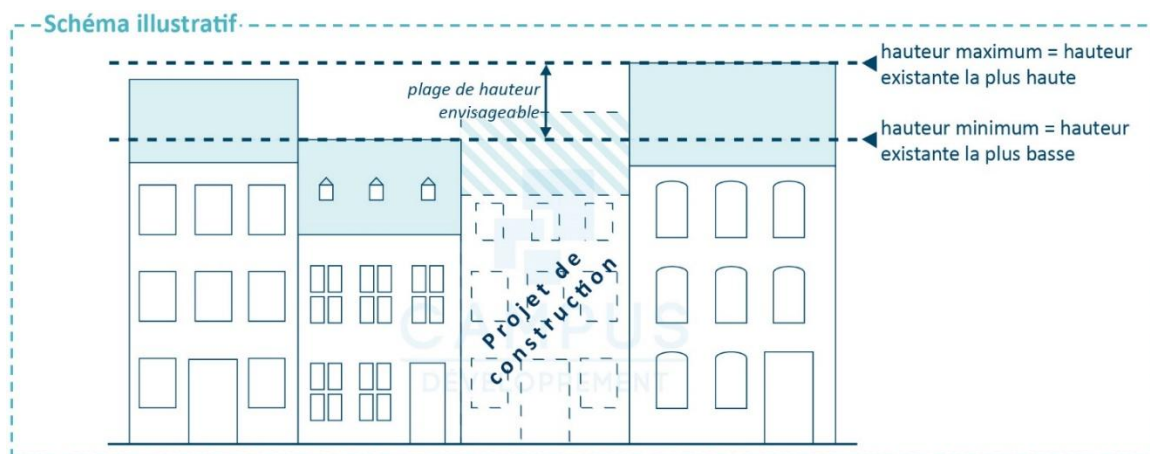 Schéma illustratif
hauteur maximum = hauteur
existante la plus haute
plage de hauteur
envisageable
hauteur minimum = hauteur
existante la plus basse
Projet de
construction
CAMPUS
DÉVELOPPEMENT